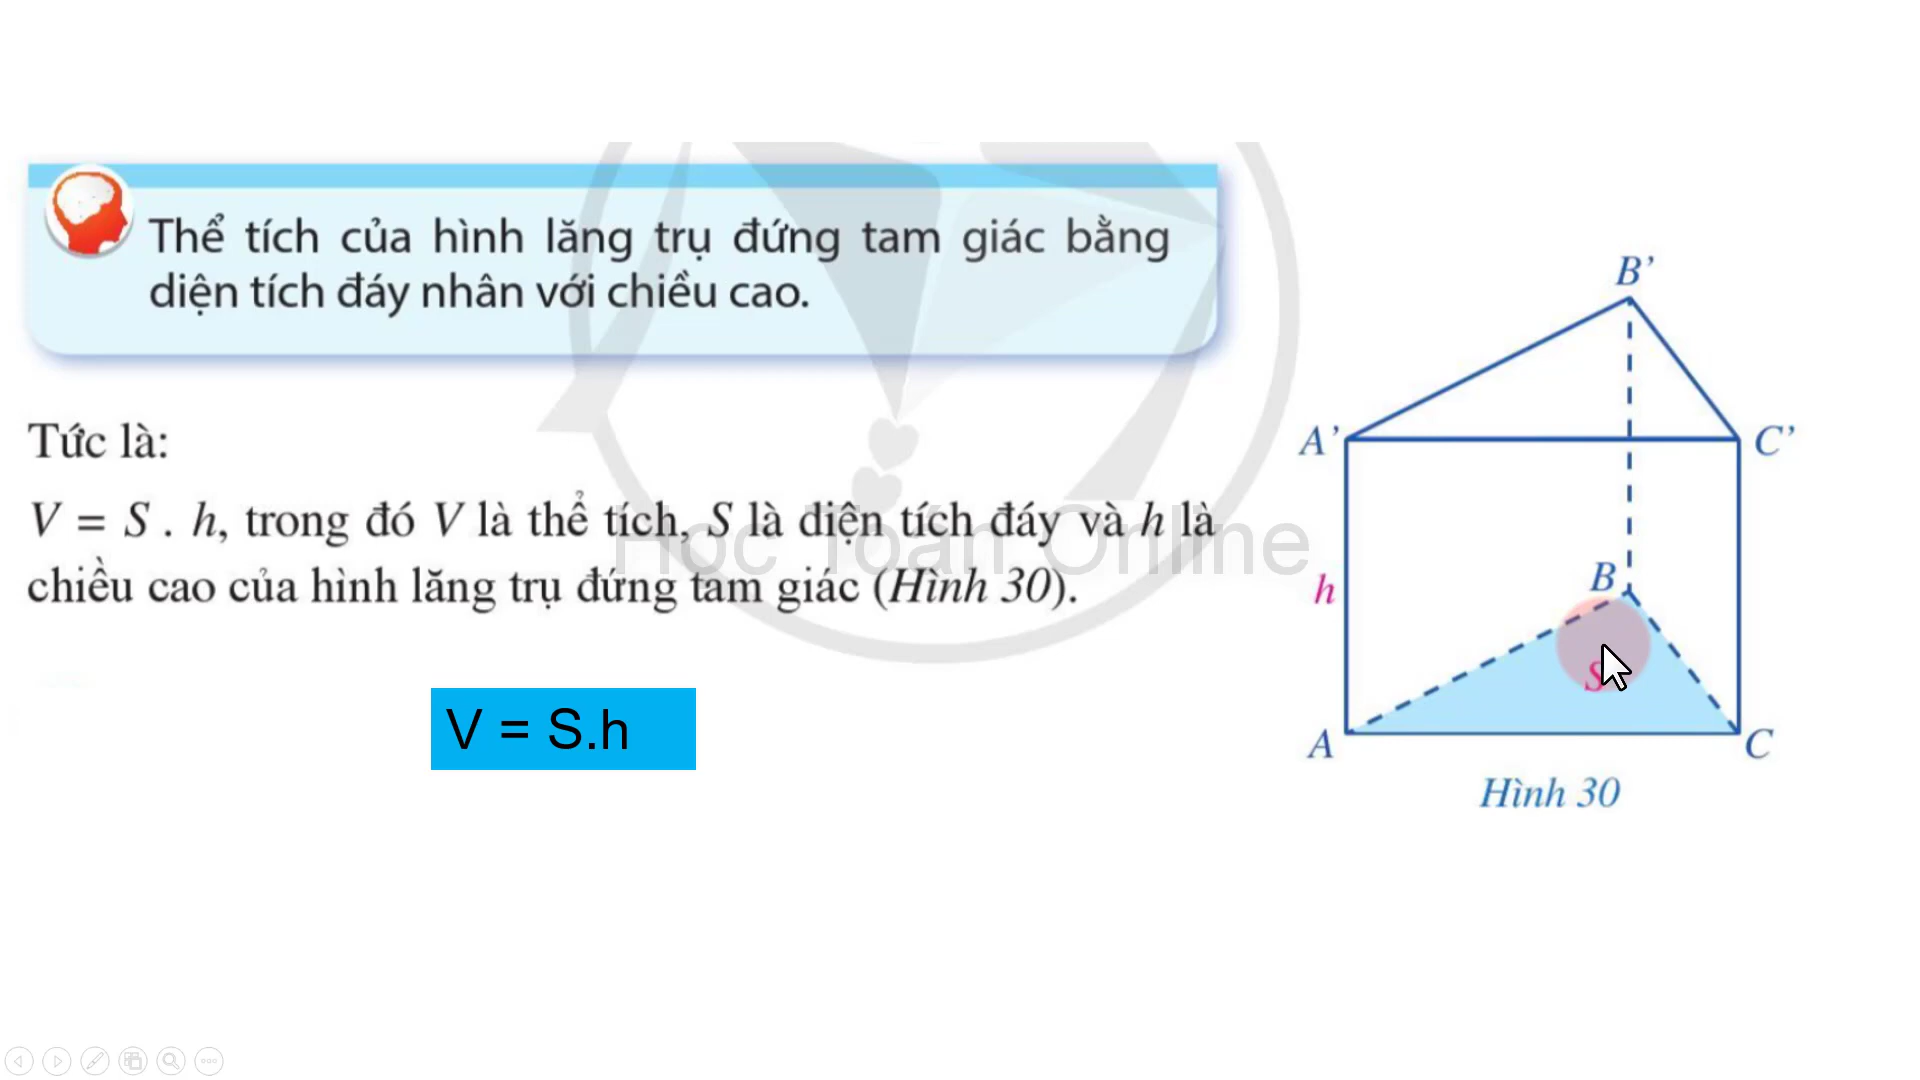 Thể tích của hình lăng trụ đứng tam giác bằng
diện tích đáy nhân với chiều cao.
Tức là:
V = S . h, trong đó V là thể tích, S là diện tích đáy và h là
chiều cao của hình lăng trụ đứng tam giác (Hình 30).
Học Toán Online
V = S.h
B’
A’
C’
h
B
S
A
C
Hình 30